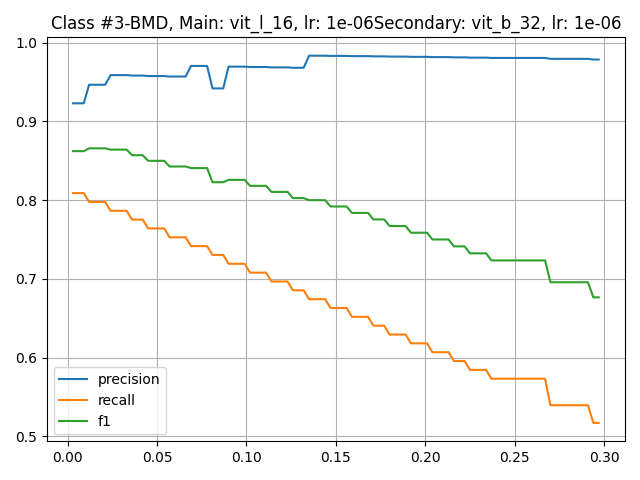 Class #3-BMD, Main: vit_l_16, lr: 1e-06Secondary: vit_b_32, lr: 1e-06
1.0
0.9
0.8
0.7
0.6
0.5
precision
recall
f1
0.00 0.05 0.10 0.15 0.20 0.25 0.30